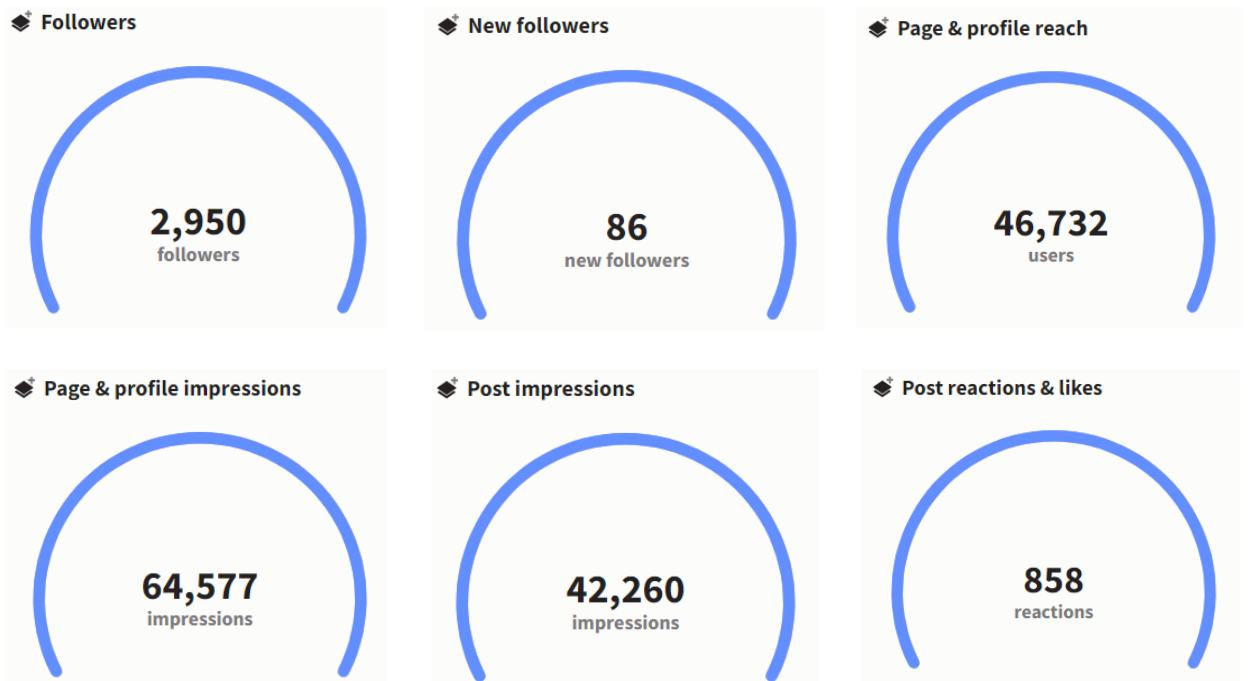 Followers
2,950
followers
New followers
86
new followers
Page & profile reach
46,732
users
Page & profile impressions
64,577
impressions
Post impressions
42,260
impressions
Post reactions & likes
858
reactions